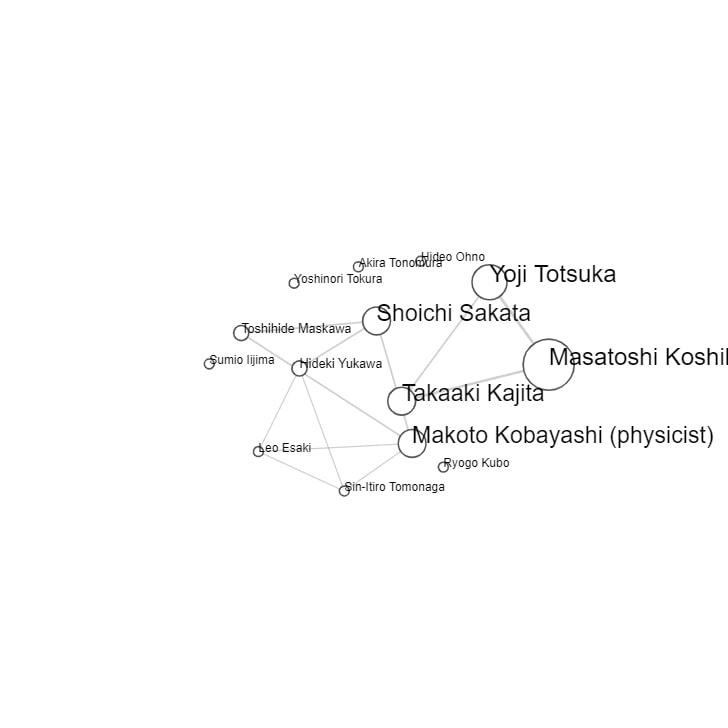 Hideo Ohno
Akira Tonomura
Yoji Totsuka
Yoshinori Tokura
Shoichi Sakata
Toshihide Maskawa
Masatoshi Koshi
Sumio Iijima
Hideki Yukawa
Takaaki Kajita
Makoto Kobayashi (physicist)
Leo Esaki
Ryogo Kubo
Sin-Itiro Tomonaga